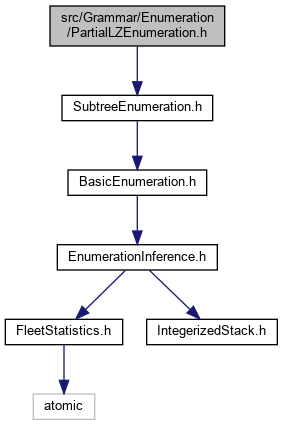 src/Grammar/Enumeration
/PartialLZEnumeration.h
SubtreeEnumeration.h
BasicEnumeration.h
EnumerationInference.h
FleetStatistics.h
IntegerizedStack.h
atomic